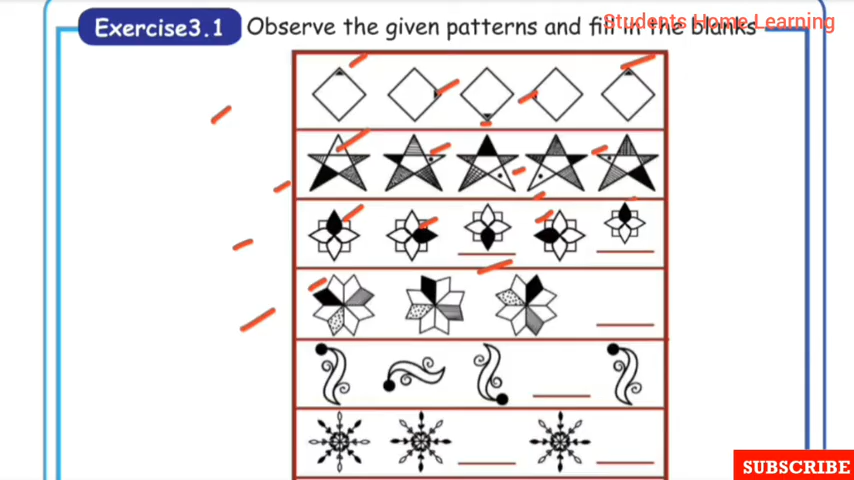 Exercise3.1 Observe the given patterns and fill in the blanks
Students Home Learning
SUBSCRIBE